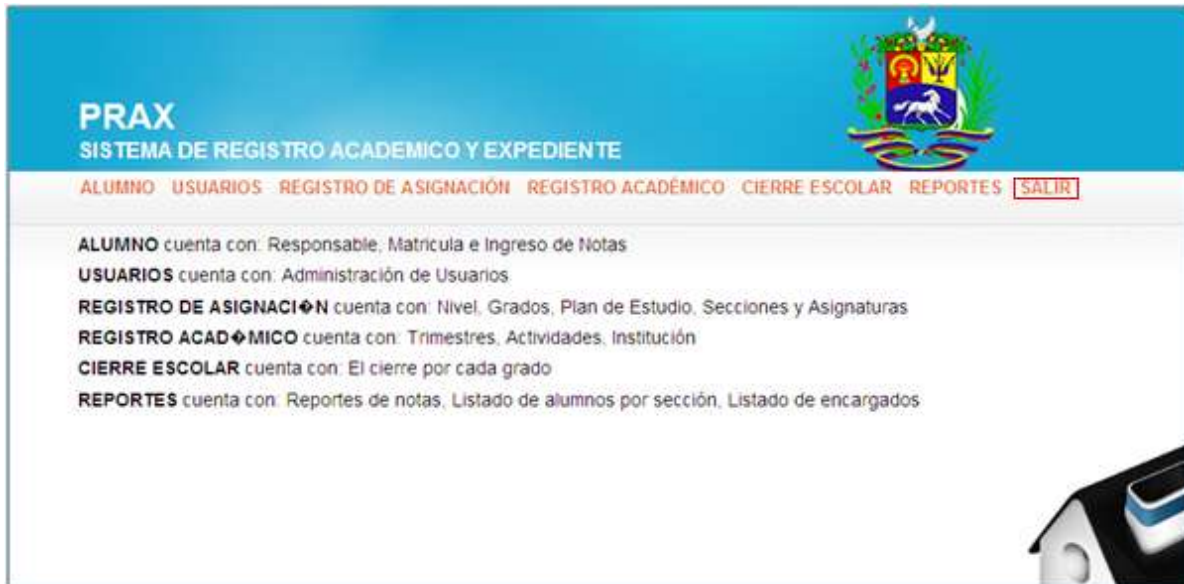 PRAX
SISTEMA DE REGISTRO ACADEMICO Y EXPEDIENTE
ALUMNO USUARIOS REGISTRO DE ASIGNACIÓN REGISTRO ACADÉMICO CIERRE ESCOLAR REPORTES SALIR
ALUMNO cuenta con: Responsable, Matricula e Ingreso de Notas
USUARIOS cuenta con: Administración de Usuarios
REGISTRO DE ASIGNACI�N cuenta con: Nivel, Grados, Plan de Estudio, Secciones y Asignaturas
REGISTRO ACAD�MICO cuenta con: Trimestres, Actividades, Institución
CIERRE ESCOLAR cuenta con: El cierre por cada grado
REPORTES cuenta con: Reportes de notas, Listado de alumnos por sección, Listado de encargados